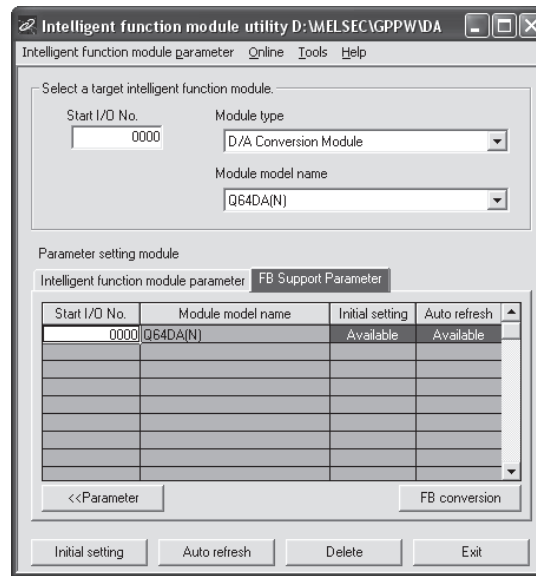 Intelligent function module utility D:\MELSEC\GPPW\DA
Intelligent function module parameter Online Tools Help
Select a target intelligent function module.
Start I/O No. Module type
0000 D/A Conversion Module
Module model name
Q64DA(N)
Parameter setting module
Intelligent function module parameter FB Support Parameter
Start I/O No. Module model name Initial setting Auto refresh
0000 Q64DA(N) Available Available
<<Parameter FB conversion
Initial setting Auto refresh Delete Exit